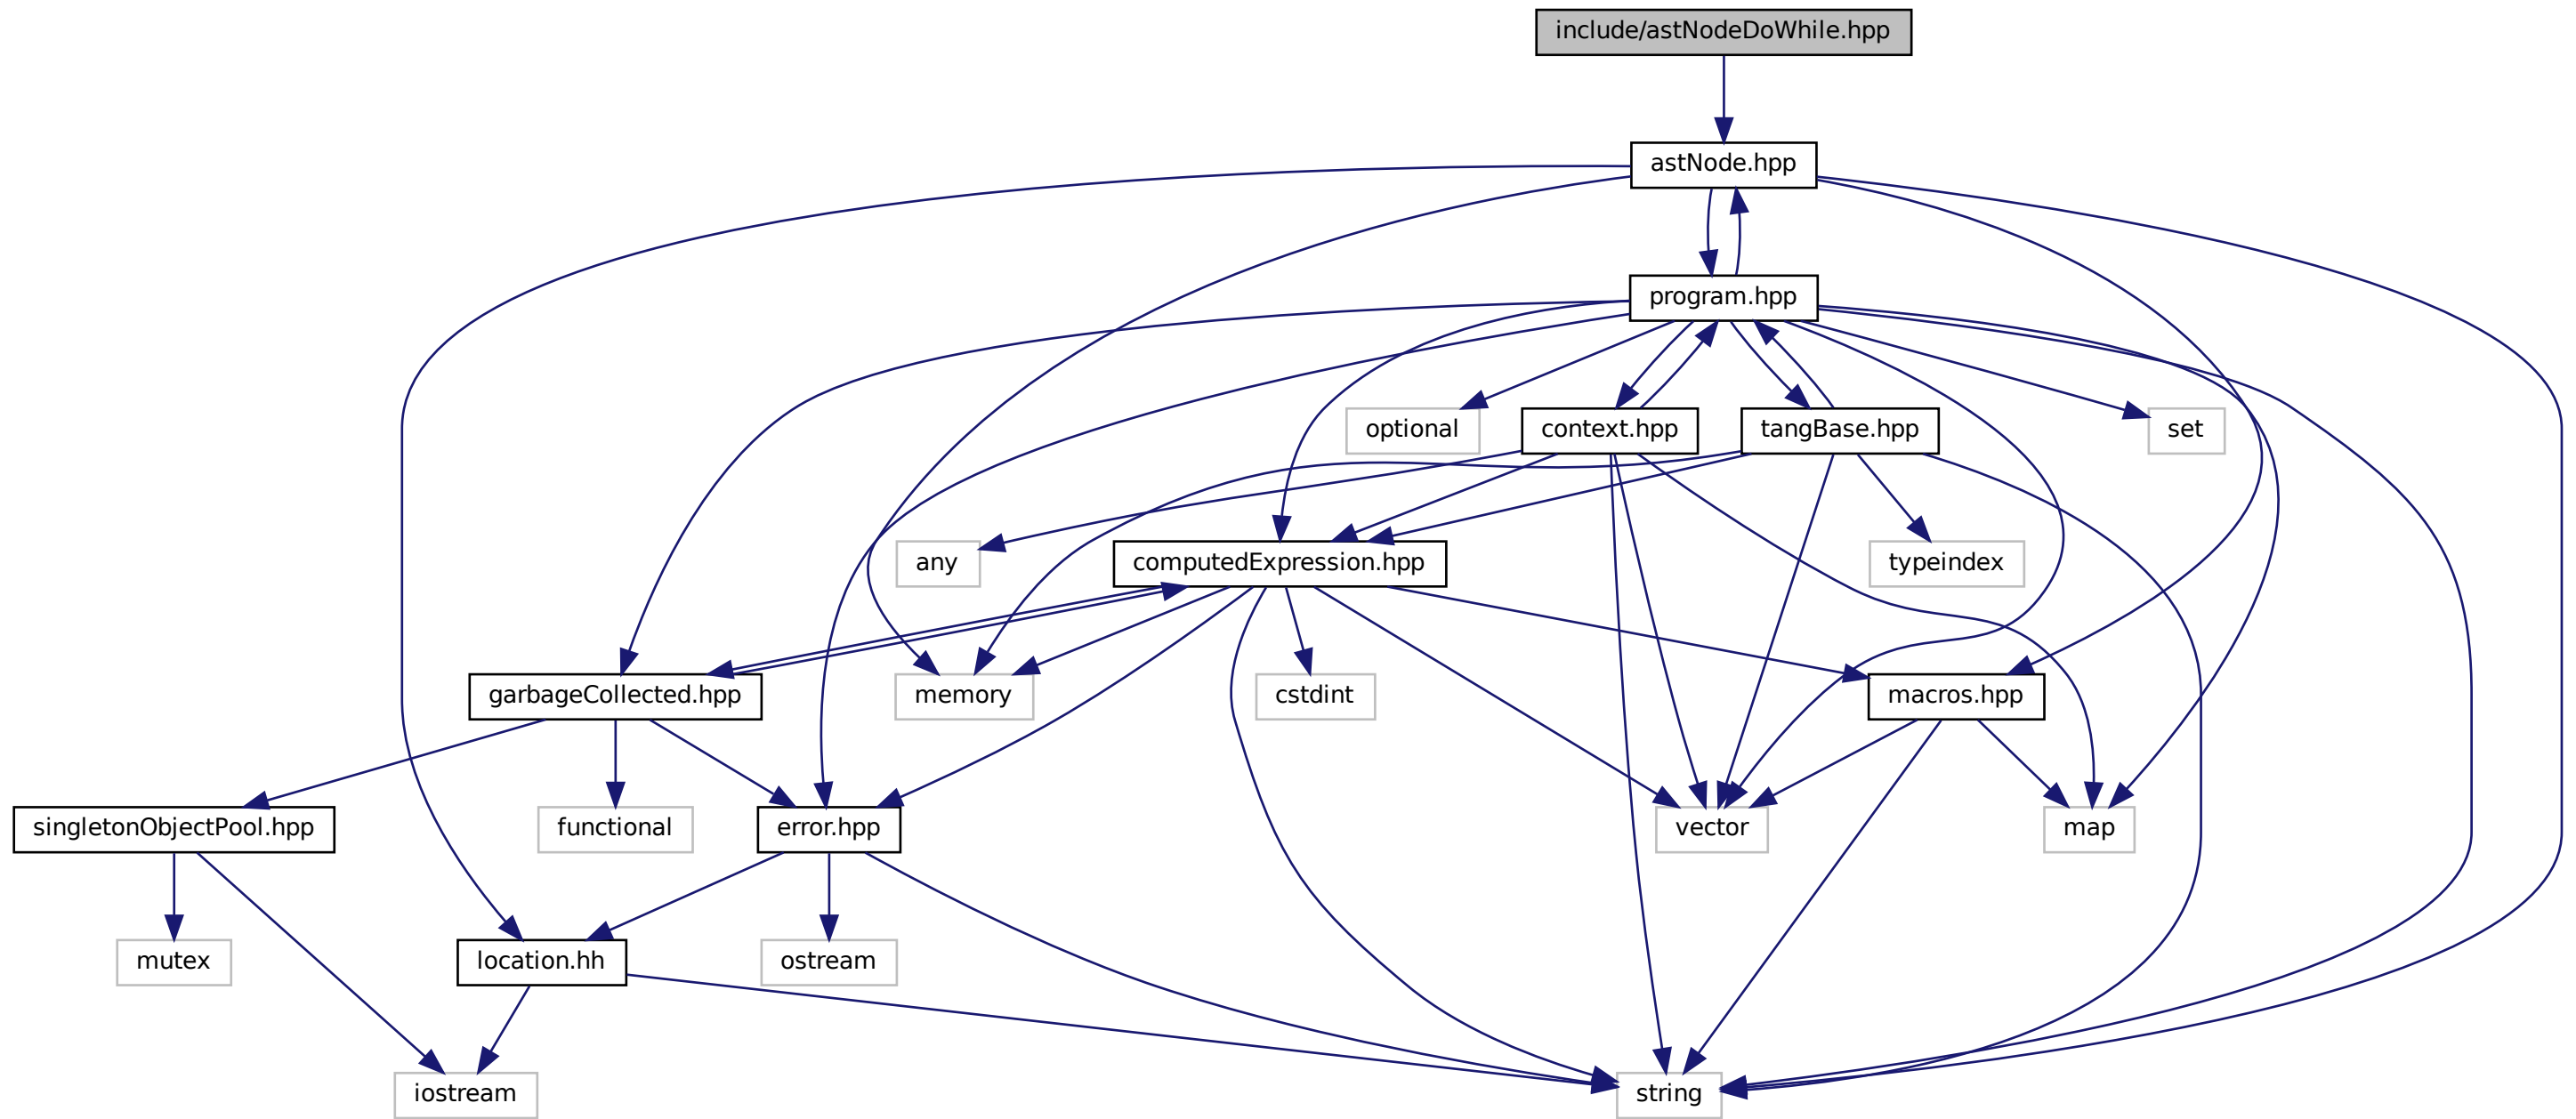 include/astNodeDoWhile.hpp
astNode.hpp
program.hpp
optional
context.hpp
tangBase.hpp
set
any
computedExpression.hpp
typeindex
garbageCollected.hpp
memory
cstdint
macros.hpp
singletonObjectPool.hpp
functional
error.hpp
vector
map
mutex
location.hh
ostream
iostream
string